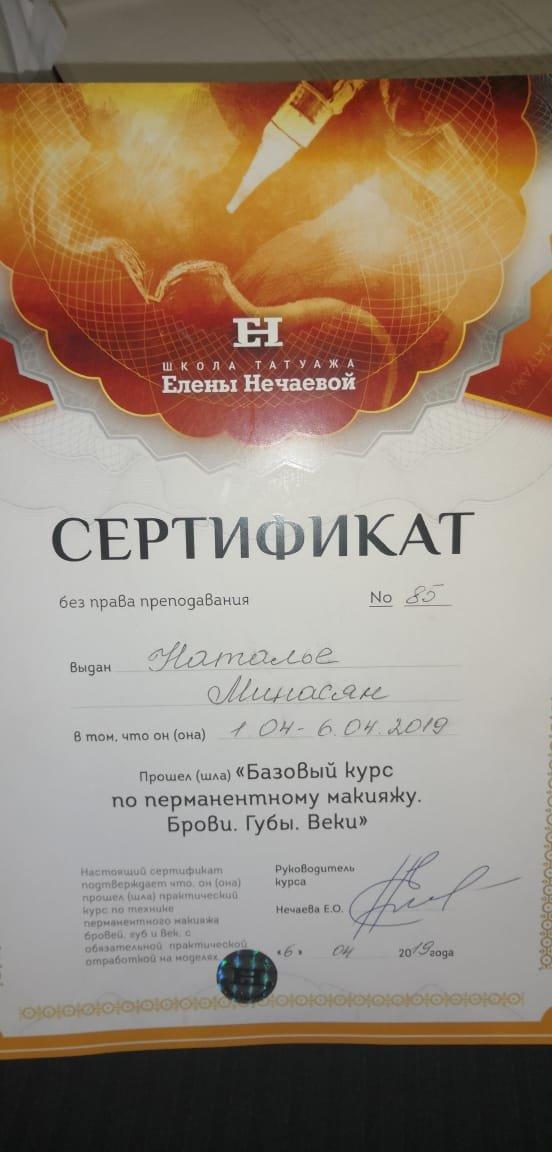 ЕН
ШКОЛА ТАТУАЖА
Елены Нечаевой
СЕРТИФИКАТ
без права преподавания No 85
Выдан Наталье
Минасян
В том, что он (она) 1.04-6.04.2019
Прошел (шла) «Базовый курс
по перманентному макияжу.
Брови. Губы. Веки»
Настоящий сертификат
подтверждает что, он (она)
прошел (шла) практический
курс по технике
перманентного макияжа
бровей, губ и век, с
обязательной практической
отработкой на моделях.
Руководитель
курса
Нечаева Е.О.
«6» 04 2019года